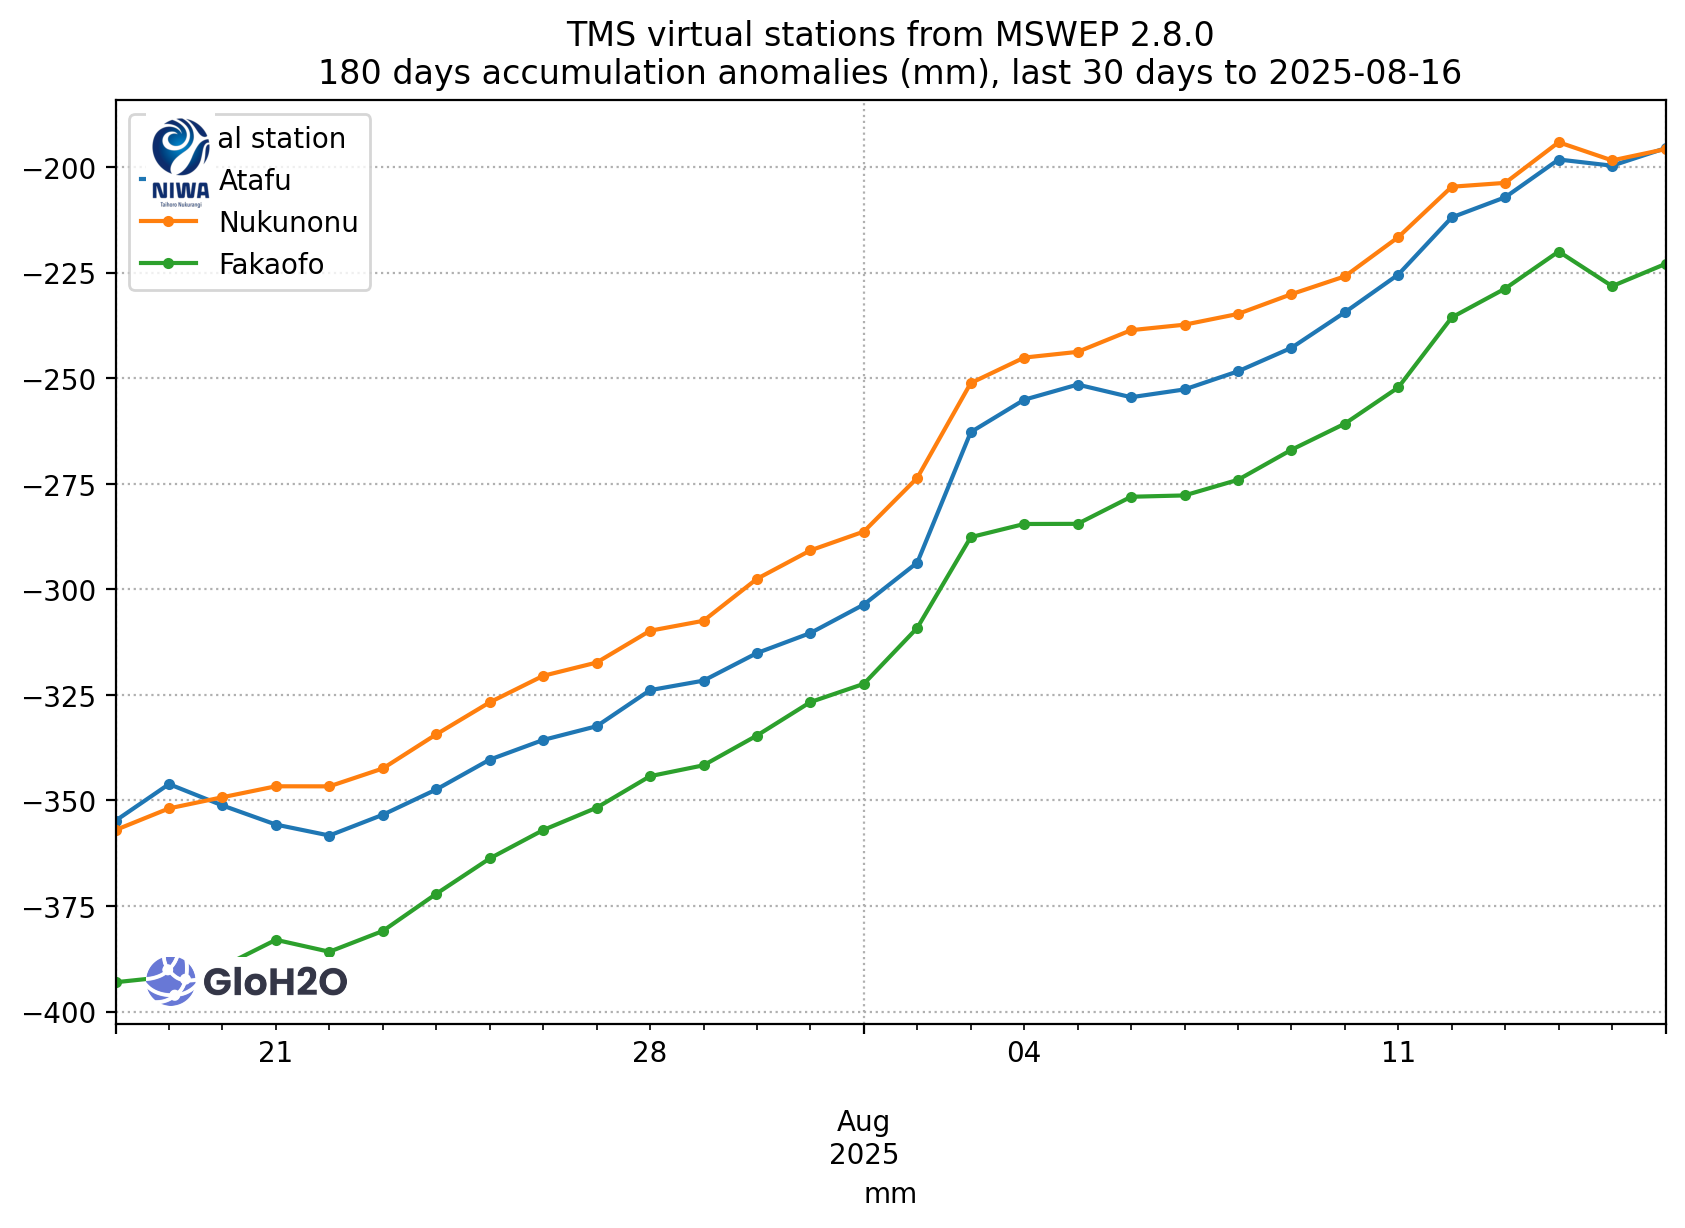 TMS virtual stations from MSWEP 2.8.0
180 days accumulation anomalies (mm), last 30 days to 2025-08-16
al station
Atafu
Nukunonu
Fakaofo
NIWA
Taihoro Nukurangi
−200
−225
−250
−275
−300
−325
−350
−375
−400
GloH2O
21
28
04
11
Aug
2025
mm